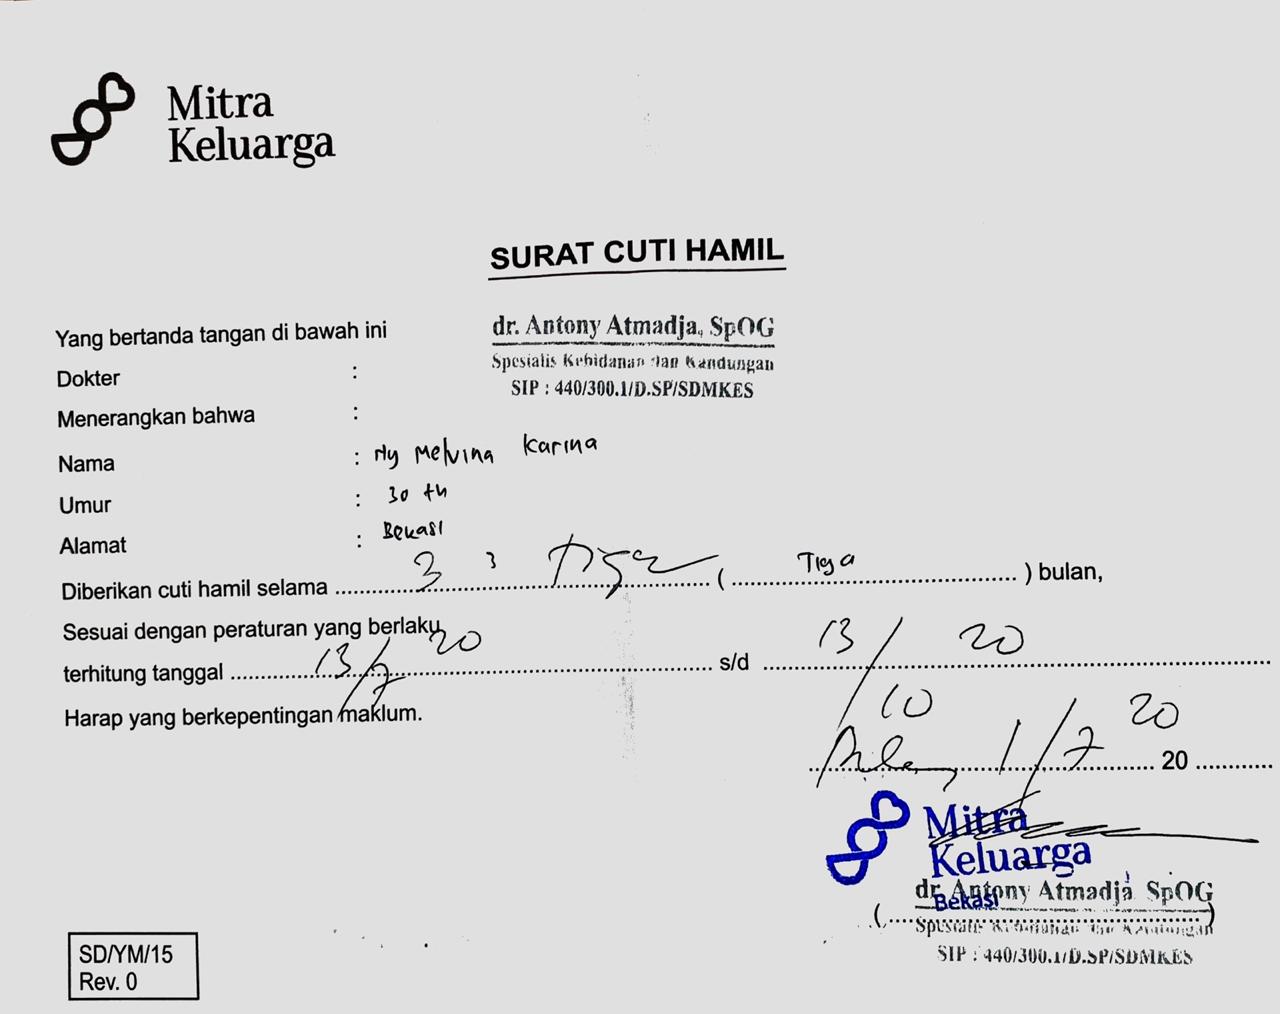 Mitra
Keluarga
SURAT CUTI HAMIL
Yang bertanda tangan di bawah ini
dr. Antony Atmadja, SpOG
Spesialis Kebidanan dan Kandungan
SIP : 440/300.1/D.SP/SDMKES
Dokter :
Menerangkan bahwa :
Nama : Ny Melvina Karina
Umur : 30 th
Alamat : Bekasi
Diberikan cuti hamil selama 3 3 Tiga ( Tiga ) bulan,
Sesuai dengan peraturan yang berlaku
terhitung tanggal 13/7 20 s/d 13/10 20
Harap yang berkepentingan maklum.
1/7 20 20
Mitra
Keluarga
Bekasi
dr. Antony Atmadja SpOG
Spesialis Kebidanan dan Kandungan
SIP : 440/300.1/D.SP/SDMKES
SD/YM/15
Rev. 0